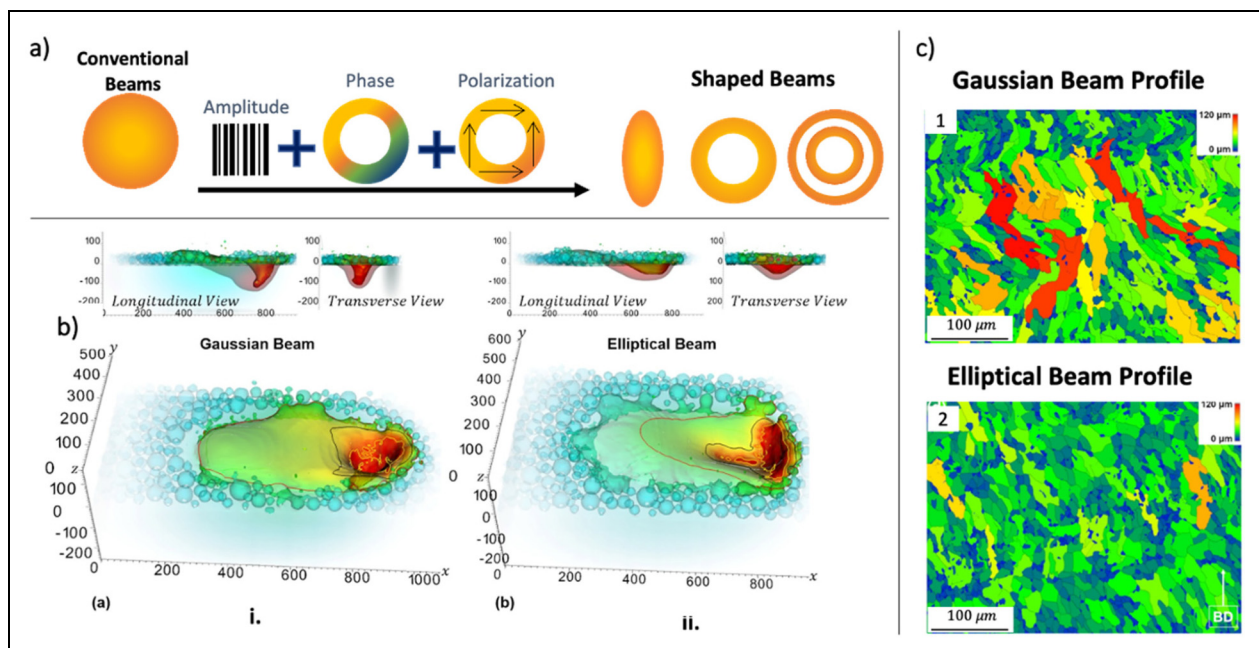 a)
Conventional
Beams
Amplitude
Phase
Polarization
Shaped Beams
100
0
-100
-200
Longitudinal View
200 400 600 800
100
0
-100
-200
Transverse View
100
0
-100
-200
Longitudinal View
200 400 600 800
100
0
-100
-200
Transverse View
b)
Gaussian Beam
y
500
400
300
200
100
0
z
100
0
-100
-200
0 200 400 600 800 1000 x
(a)
i.
Elliptical Beam
y
600
500
400
300
200
100
0
z
100
0
-100
-200
0 200 400 600 800 x
(b)
ii.
c)
Gaussian Beam Profile
1
120 µm
0 µm
100 µm
Elliptical Beam Profile
2
120 µm
0 µm
100 µm
BD